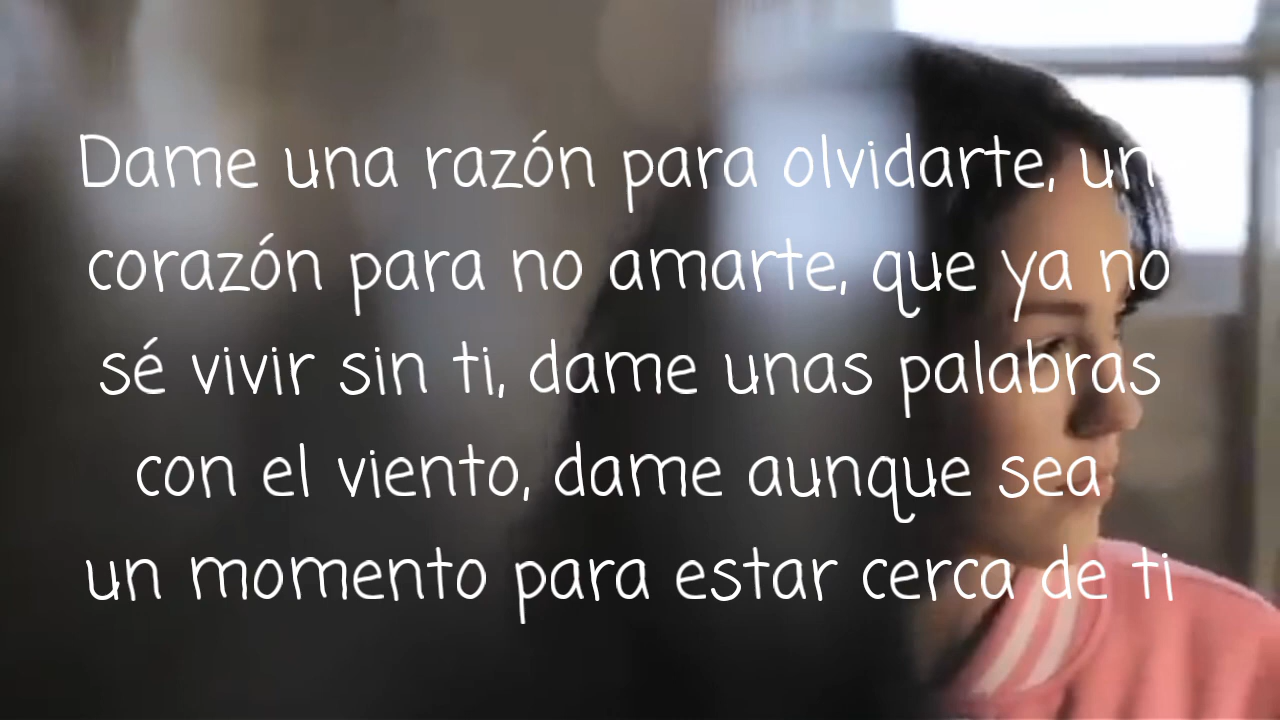 Dame una razón para olvidarte, un
corazón para no amarte, que ya no
sé vivir sin ti, dame unas palabras
con el viento, dame aunque sea
un momento para estar cerca de ti